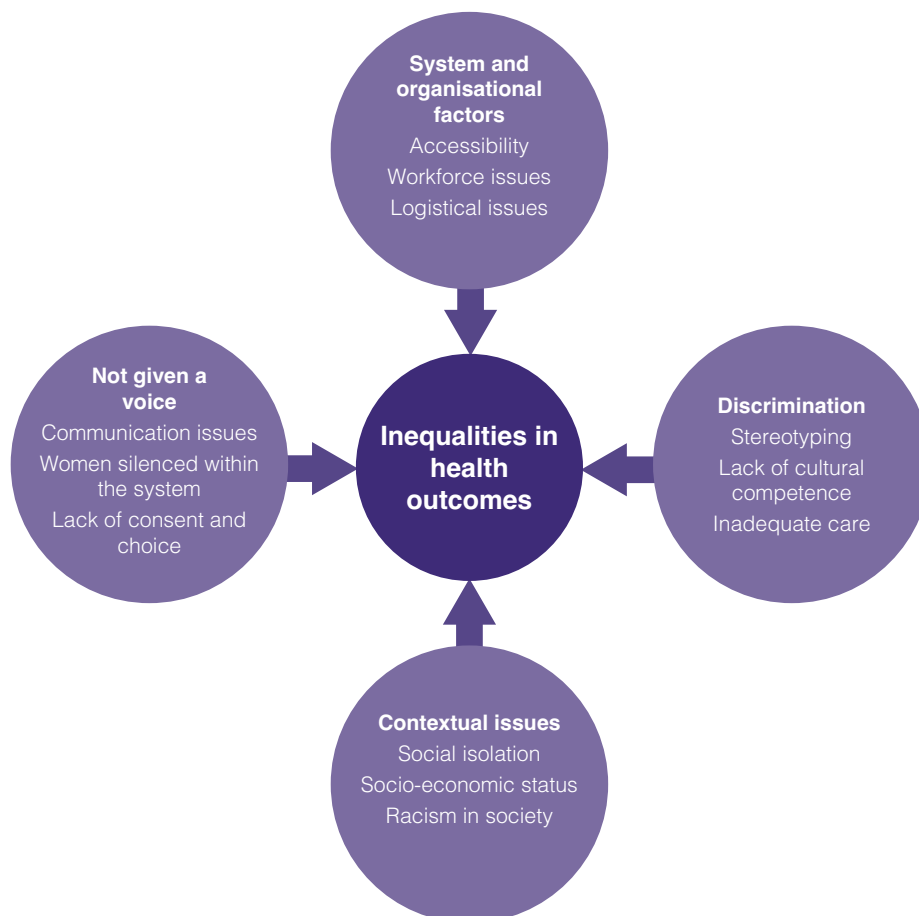 System and
organisational
factors
Accessibility
Workforce issues
Logistical issues
Not given a
voice
Communication issues
Women silenced within
the system
Lack of consent and
choice
Inequalities in
health
outcomes
Discrimination
Stereotyping
Lack of cultural
competence
Inadequate care
Contextual issues
Social isolation
Socio-economic status
Racism in society